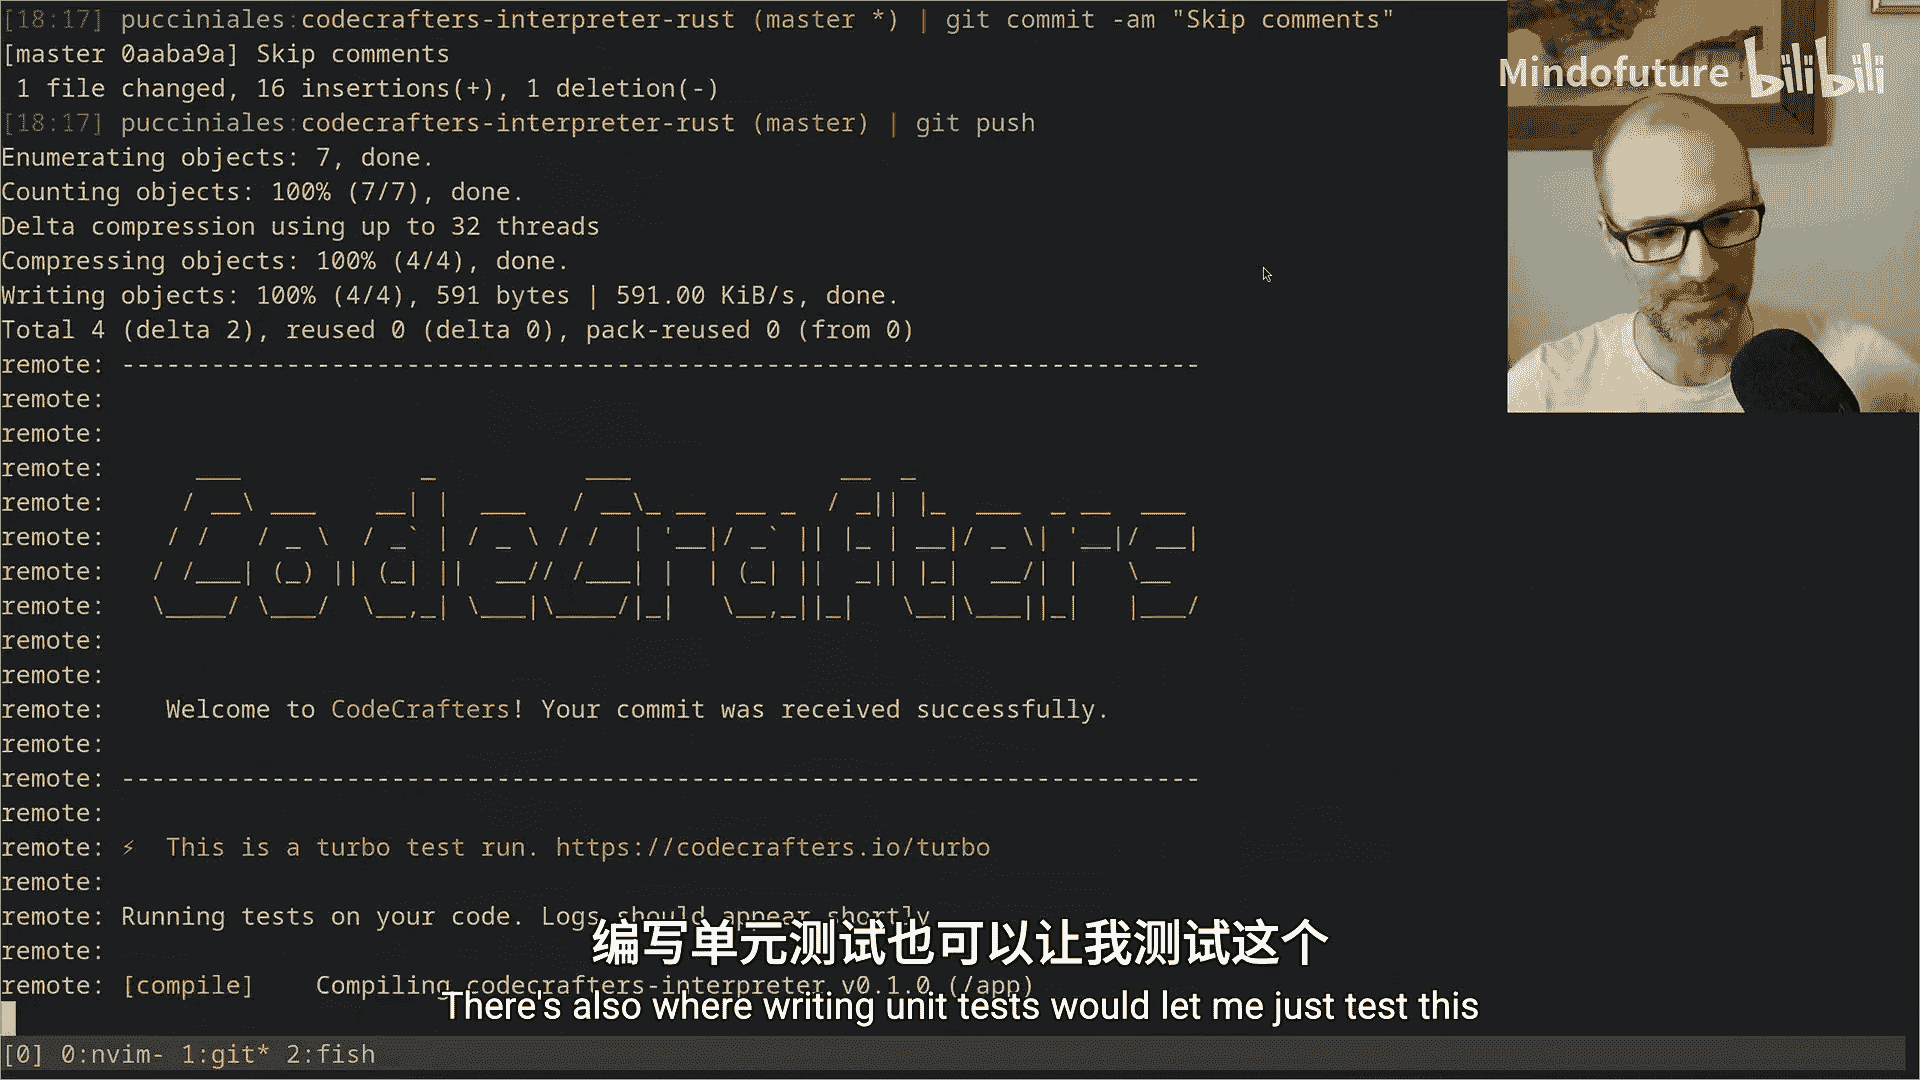 [18:17] pucciniales:codecrafters-interpreter-rust (master *) | git commit -am "Skip comments"
[master 0aaba9a] Skip comments
1 file changed, 16 insertions(+), 1 deletion(-)
[18:17] pucciniales:codecrafters-interpreter-rust (master) | git push
Enumerating objects: 7, done.
Counting objects: 100% (7/7), done.
Delta compression using up to 32 threads
Compressing objects: 100% (4/4), done.
Writing objects: 100% (4/4), 591 bytes | 591.00 KiB/s, done.
Total 4 (delta 2), reused 0 (delta 0), pack-reused 0 (from 0)
remote: ------------------------------------------------------------------------
remote:
remote:
remote:
remote:
remote:
remote:
remote:
CodeCrafters
remote:
remote:
remote: Welcome to CodeCrafters! Your commit was received successfully.
remote:
remote: ------------------------------------------------------------------------
remote:
remote: ⚡ This is a turbo test run. https://codecrafters.io/turbo
remote:
remote: Running tests on your code. Logs should appear shortly
remote:
remote: [compile] Compiling codecrafters-interpreter v0.1.0 (/app)
[0] 0:nvim- 1:git* 2:fish
Mindofuture bilibili
编写单元测试也可以让我测试这个
There's also where writing unit tests would let me just test this